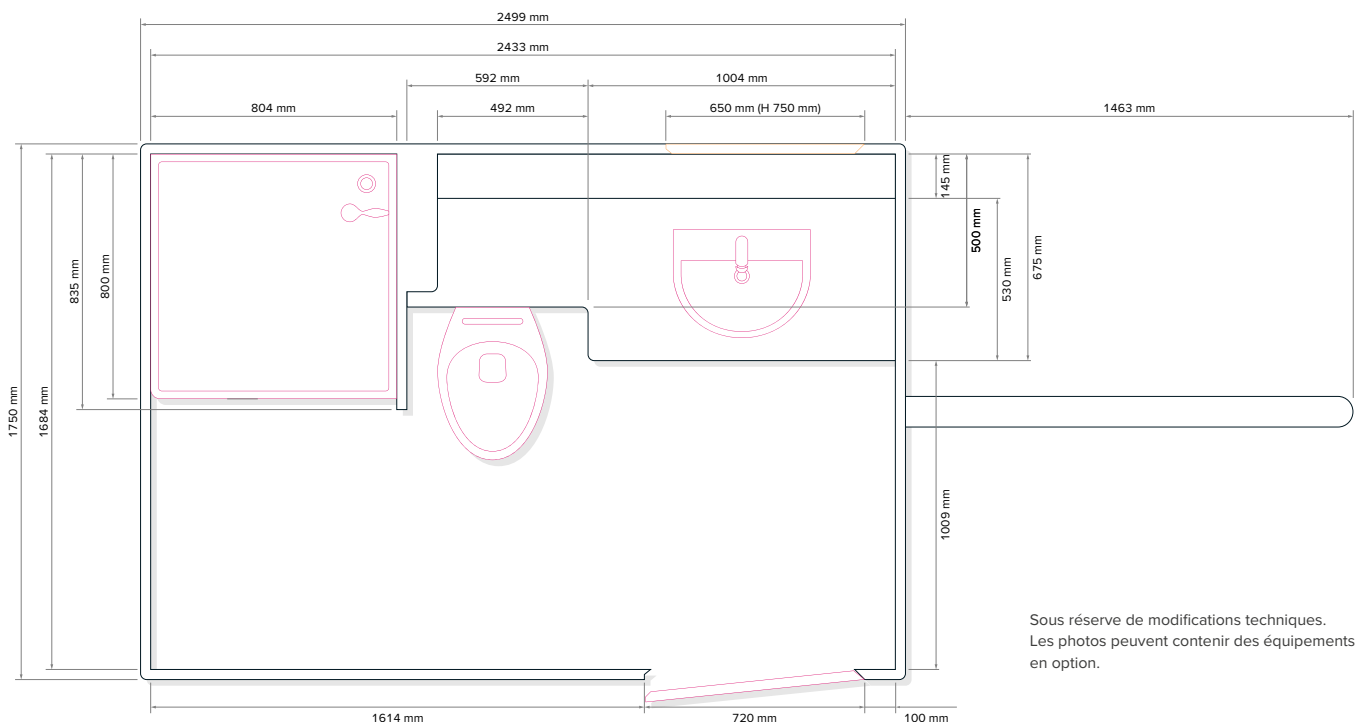 2499 mm
2433 mm
592 mm
1004 mm
804 mm
492 mm
650 mm (H 750 mm)
1463 mm
1750 mm
1684 mm
835 mm
800 mm
145 mm
500 mm
530 mm
675 mm
1009 mm
Sous réserve de modifications techniques.
Les photos peuvent contenir des équipements
en option.
1614 mm
720 mm
100 mm